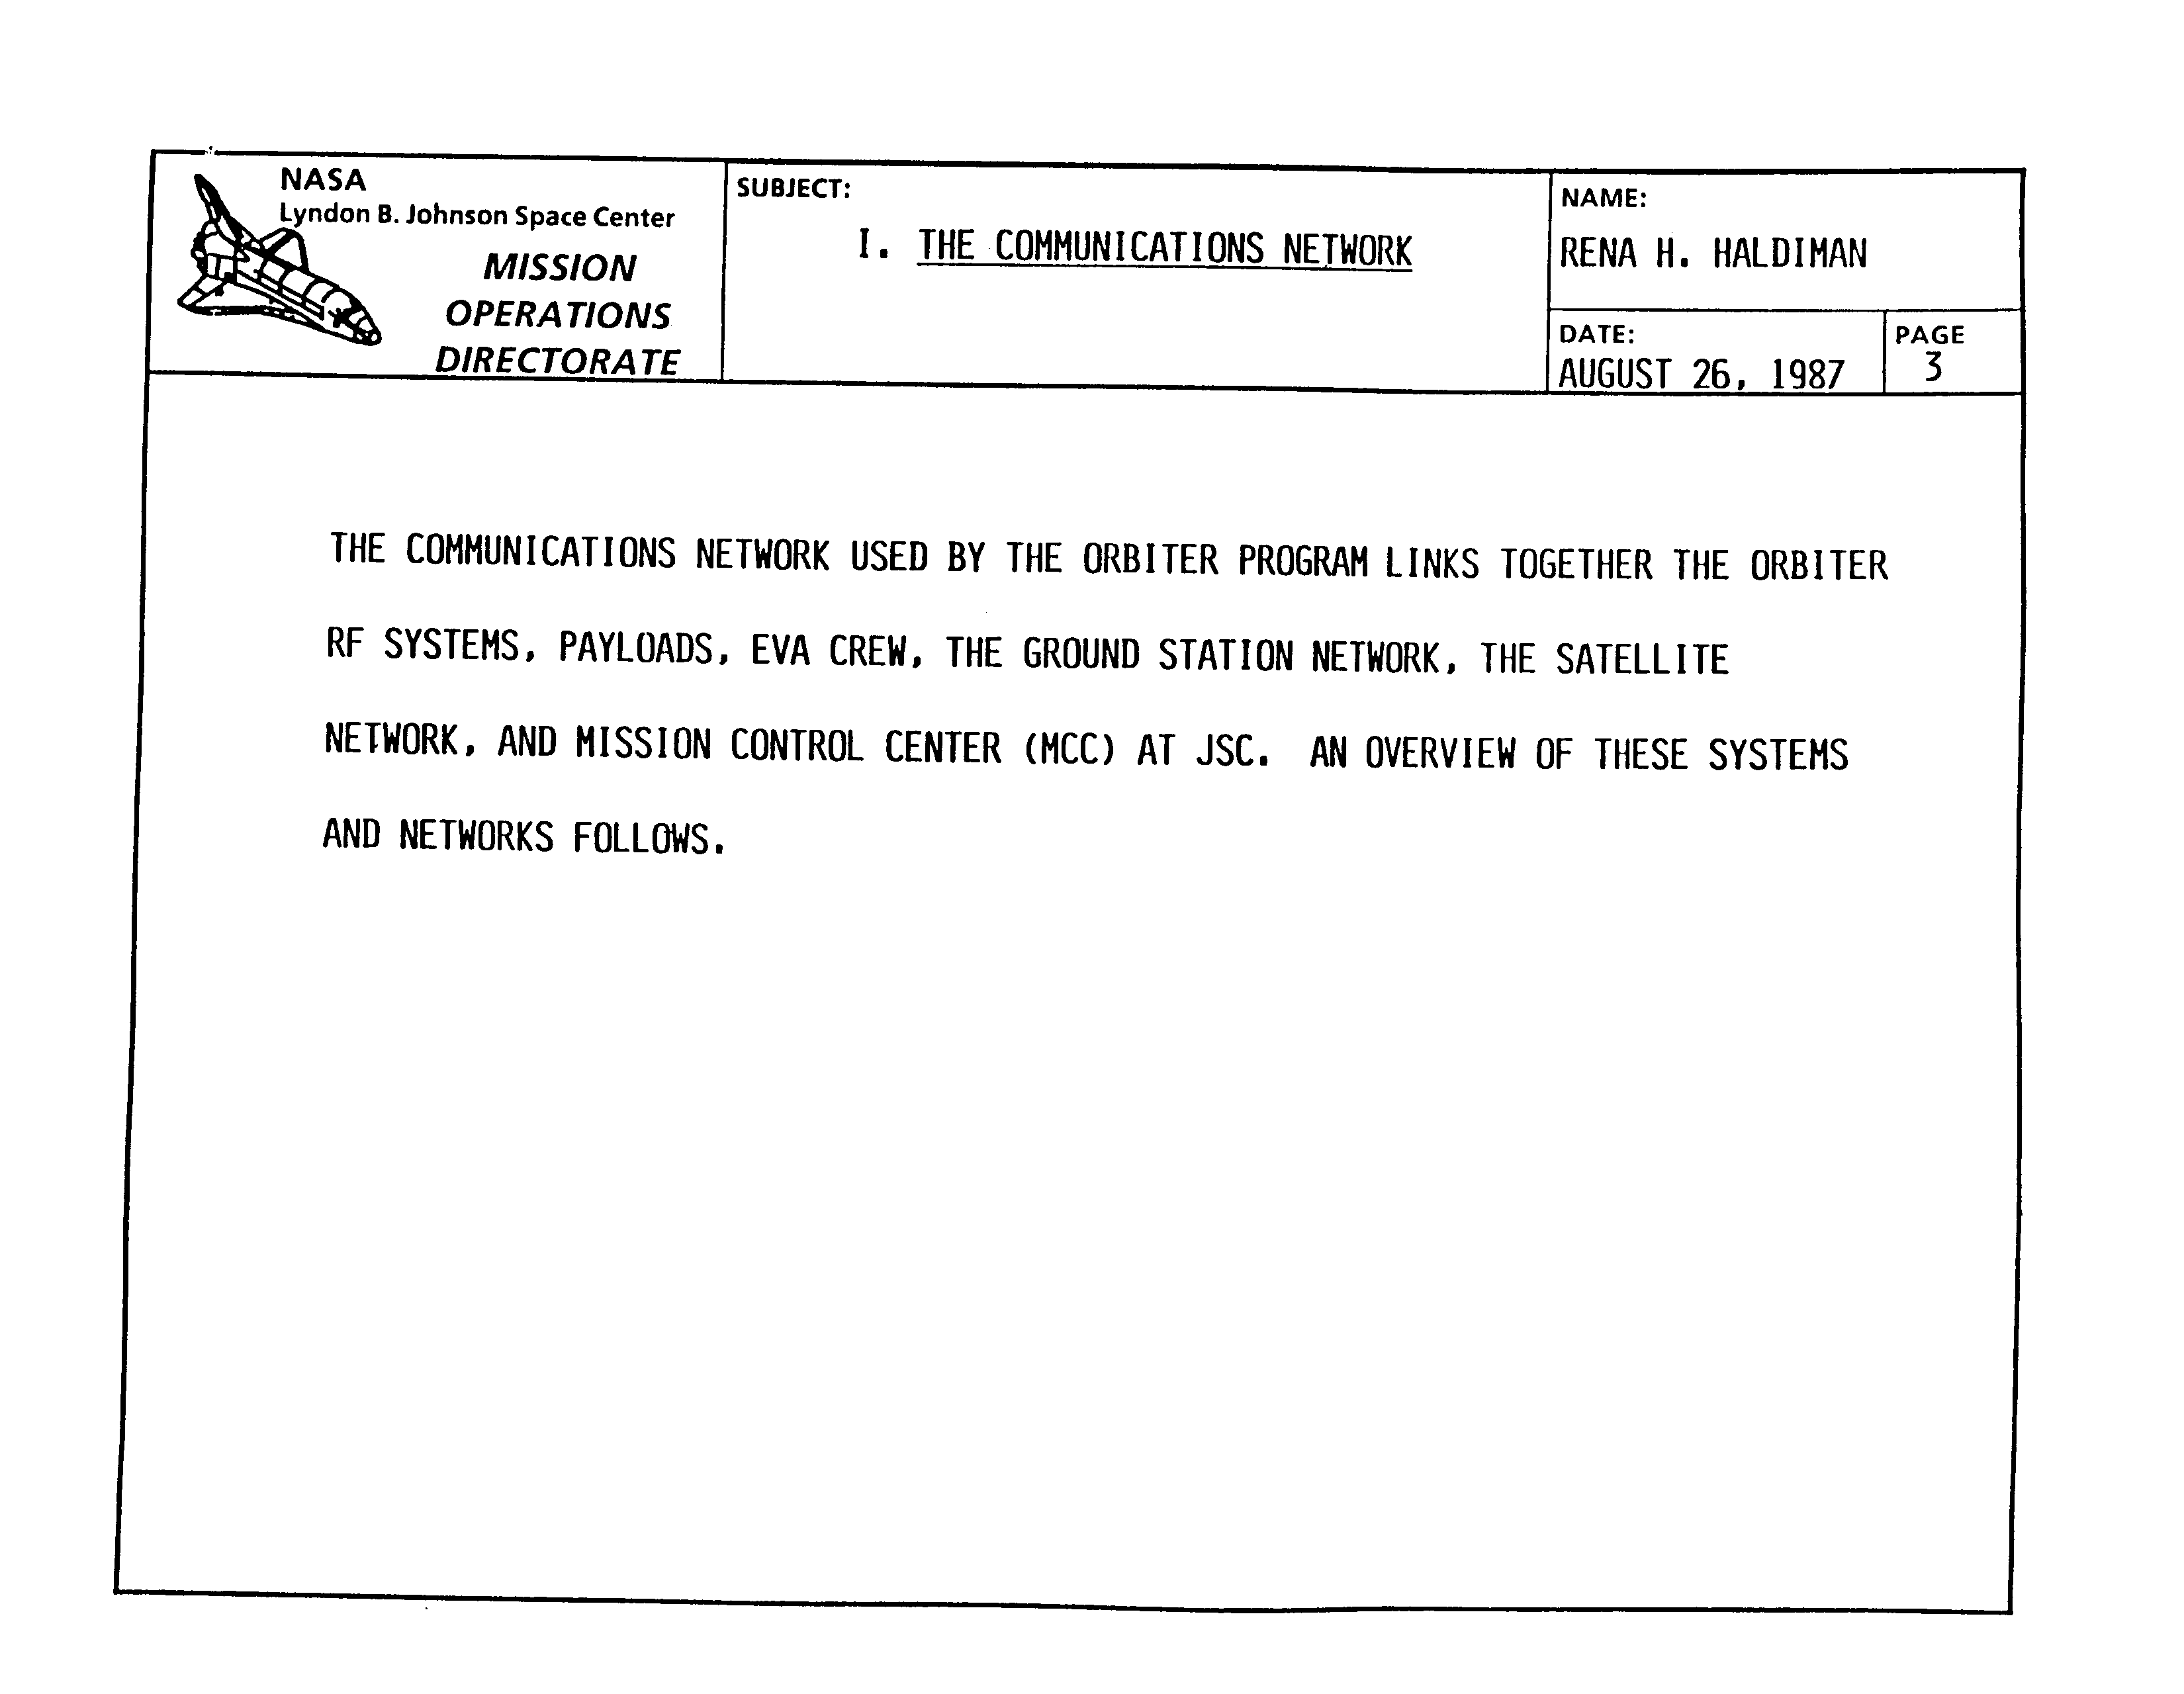 NASA
Lyndon B. Johnson Space Center
MISSION
OPERATIONS
DIRECTORATE
SUBJECT:
I. THE COMMUNICATIONS NETWORK
NAME:
RENA H. HALDIMAN
DATE:
AUGUST 26, 1987
PAGE
3
THE COMMUNICATIONS NETWORK USED BY THE ORBITER PROGRAM LINKS TOGETHER THE ORBITER
RF SYSTEMS, PAYLOADS, EVA CREW, THE GROUND STATION NETWORK, THE SATELLITE
NETWORK, AND MISSION CONTROL CENTER (MCC) AT JSC. AN OVERVIEW OF THESE SYSTEMS
AND NETWORKS FOLLOWS.